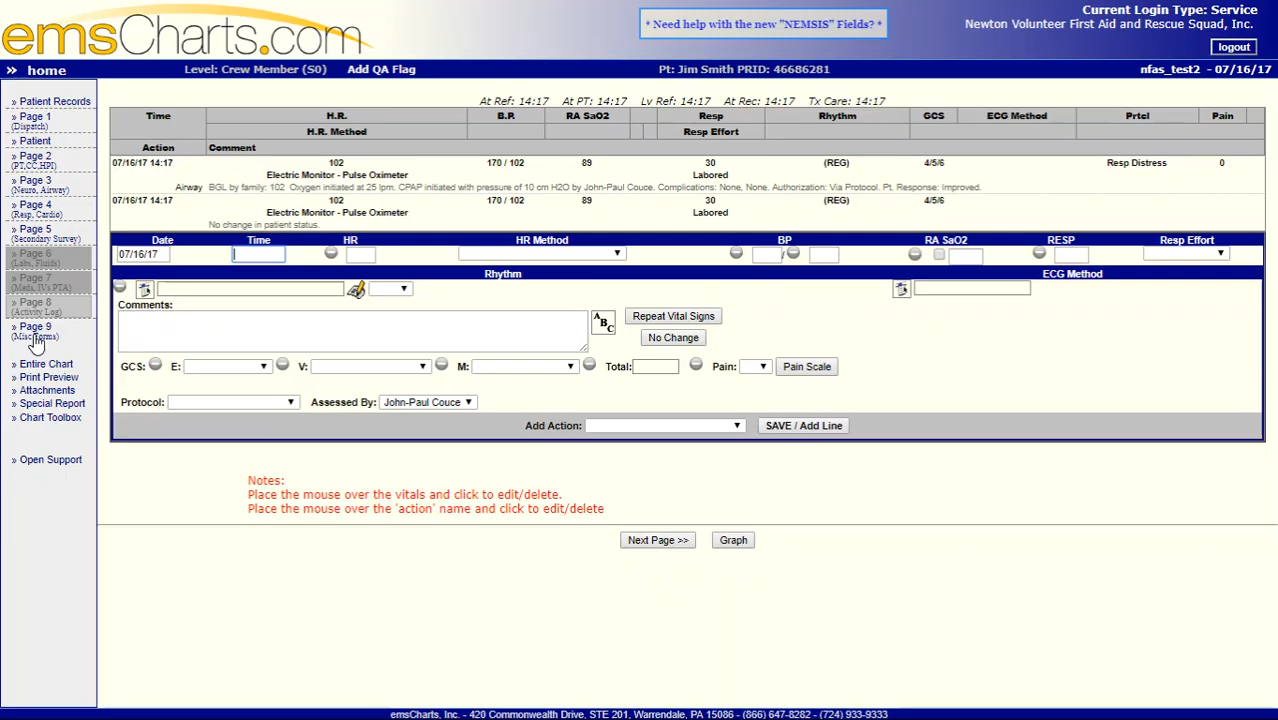 emsCharts.com
* Need help with the new "NEMSIS" Fields? *
Current Login Type: Service
Newton Volunteer First Aid and Rescue Squad, Inc.
logout
» home Level: Crew Member (S0) Add QA Flag Pt: Jim Smith PRID: 46686281 nfas_test2 - 07/16/17
» Patient Records
» Page 1
(Dispatch)
» Patient
» Page 2
(PT,CC,HPI)
» Page 3
(Neuro, Airway)
» Page 4
(Resp, Cardio)
» Page 5
(Secondary Survey)
» Page 6
(Labs, Fluids)
» Page 7
(Meds, IVs PTA)
» Page 8
(Activity Log)
» Page 9
» Entire Chart
» Print Preview
» Attachments
» Special Report
» Chart Toolbox
» Open Support
At Ref: 14:17 At PT: 14:17 Lv Ref: 14:17 At Rec: 14:17 Tx Care: 14:17
Time H.R. B.P. RA SaO2 Resp Rhythm GCS ECG Method Prtcl Pain
H.R. Method Resp Effort
Action Comment
07/16/17 14:17 102 170 / 102 89 30 (REG) 4/5/6 Resp Distress 0
Electric Monitor - Pulse Oximeter Labored
Airway BGL by family: 102 Oxygen initiated at 25 lpm. CPAP initiated with pressure of 10 cm H2O by John-Paul Couce. Complications: None, None. Authorization: Via Protocol. Pt. Response: Improved.
07/16/17 14:17 102 170 / 102 89 30 (REG) 4/5/6
Electric Monitor - Pulse Oximeter Labored
No change in patient status.
Date Time HR HR Method BP RA SaO2 RESP Resp Effort
07/16/17 /
Rhythm ECG Method
Comments:
ABC
Repeat Vital Signs
No Change
GCS: E: V: M: Total: Pain: Pain Scale
Protocol: Assessed By: John-Paul Couce
Add Action: SAVE / Add Line
Notes:
Place the mouse over the vitals and click to edit/delete.
Place the mouse over the 'action' name and click to edit/delete
Next Page >> Graph
emsCharts, Inc. - 420 Commonwealth Drive, STE 201, Warrendale, PA 15086 - (866) 647-8282 - (724) 933-9333